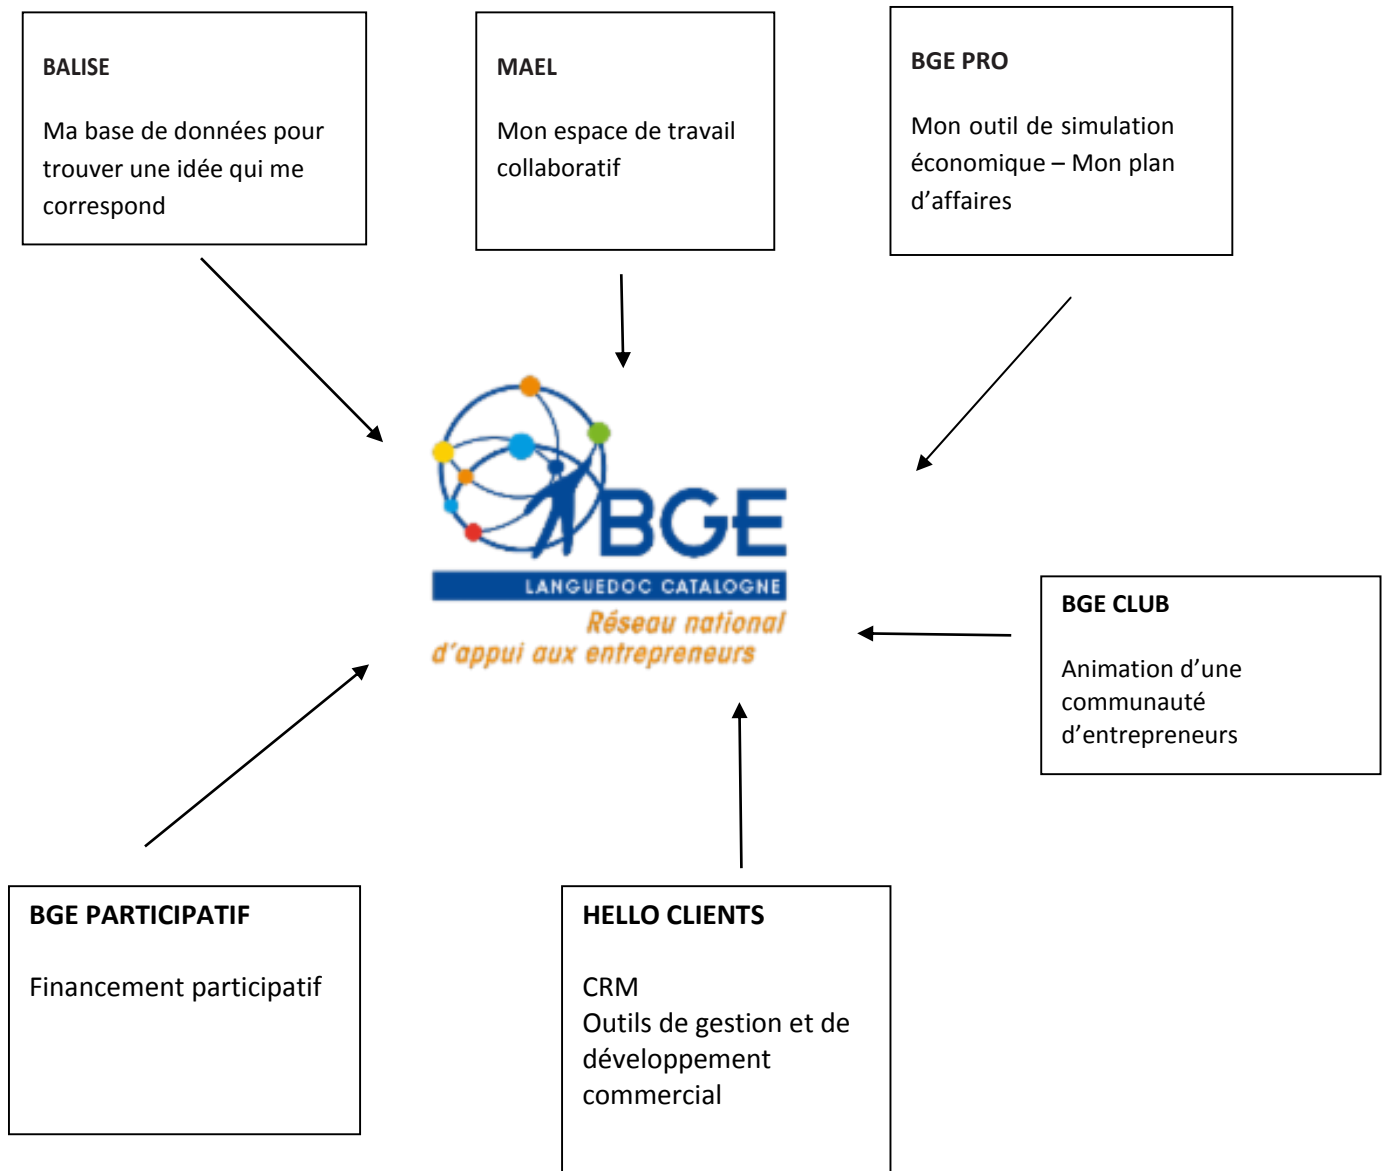 BALISE
Ma base de données pour
trouver une idée qui me
correspond
MAEL
Mon espace de travail
collaboratif
BGE PRO
Mon outil de simulation
économique – Mon plan
d’affaires
BGE
LANGUEDOC CATALOGNE
Réseau national
d’appui aux entrepreneurs
BGE CLUB
Animation d’une
communauté
d’entrepreneurs
BGE PARTICIPATIF
Financement participatif
HELLO CLIENTS
CRM
Outils de gestion et de
développement
commercial